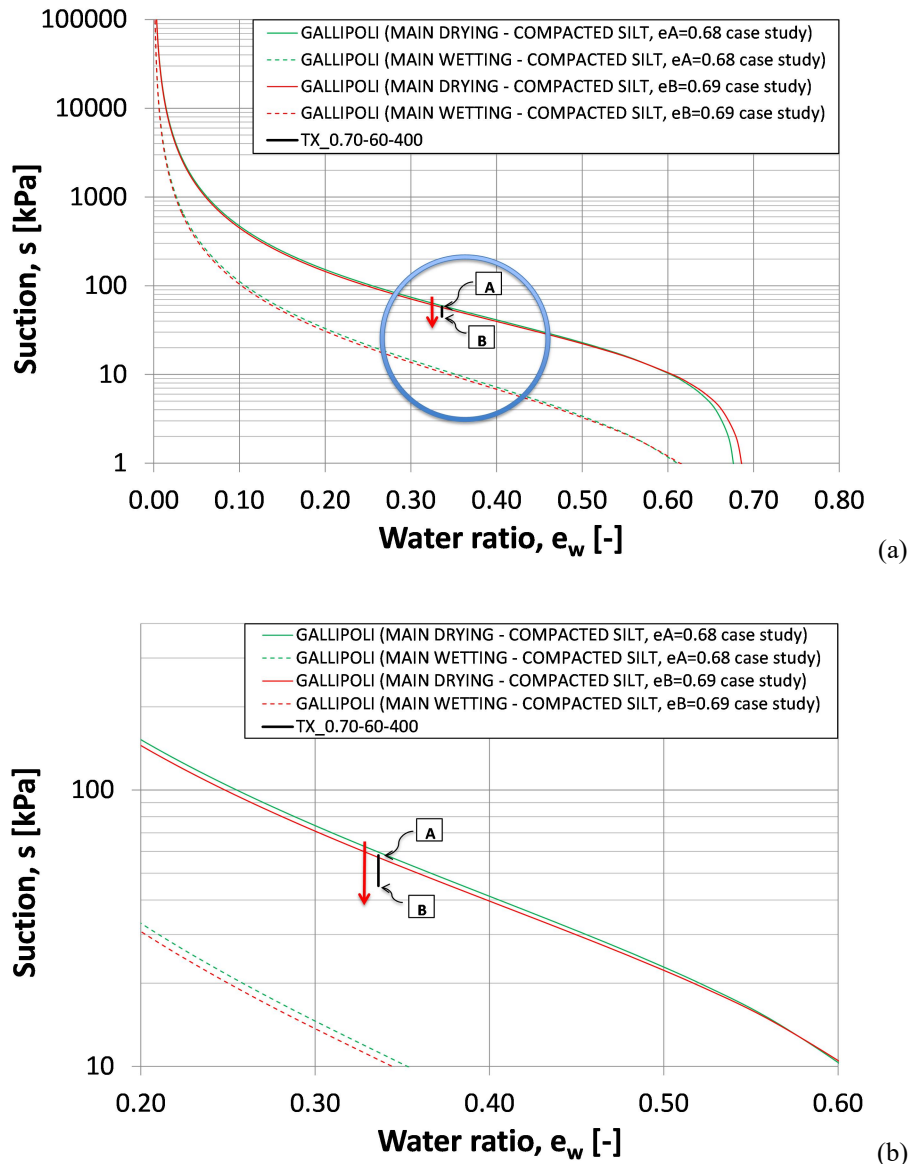 100000
10000
1000
100
10
1
Suction, s [kPa]
GALLIPOLI (MAIN DRYING - COMPACTED SILT, eA=0.68 case study)
GALLIPOLI (MAIN WETTING - COMPACTED SILT, eA=0.68 case study)
GALLIPOLI (MAIN DRYING - COMPACTED SILT, eB=0.69 case study)
GALLIPOLI (MAIN WETTING - COMPACTED SILT, eB=0.69 case study)
TX_0.70-60-400
A
B
0.00 0.10 0.20 0.30 0.40 0.50 0.60 0.70 0.80
Water ratio, e_w [-]
(a)
GALLIPOLI (MAIN DRYING - COMPACTED SILT, eA=0.68 case study)
GALLIPOLI (MAIN WETTING - COMPACTED SILT, eA=0.68 case study)
GALLIPOLI (MAIN DRYING - COMPACTED SILT, eB=0.69 case study)
GALLIPOLI (MAIN WETTING - COMPACTED SILT, eB=0.69 case study)
TX_0.70-60-400
100
10
Suction, s [kPa]
A
B
0.20 0.30 0.40 0.50 0.60
Water ratio, e_w [-]
(b)